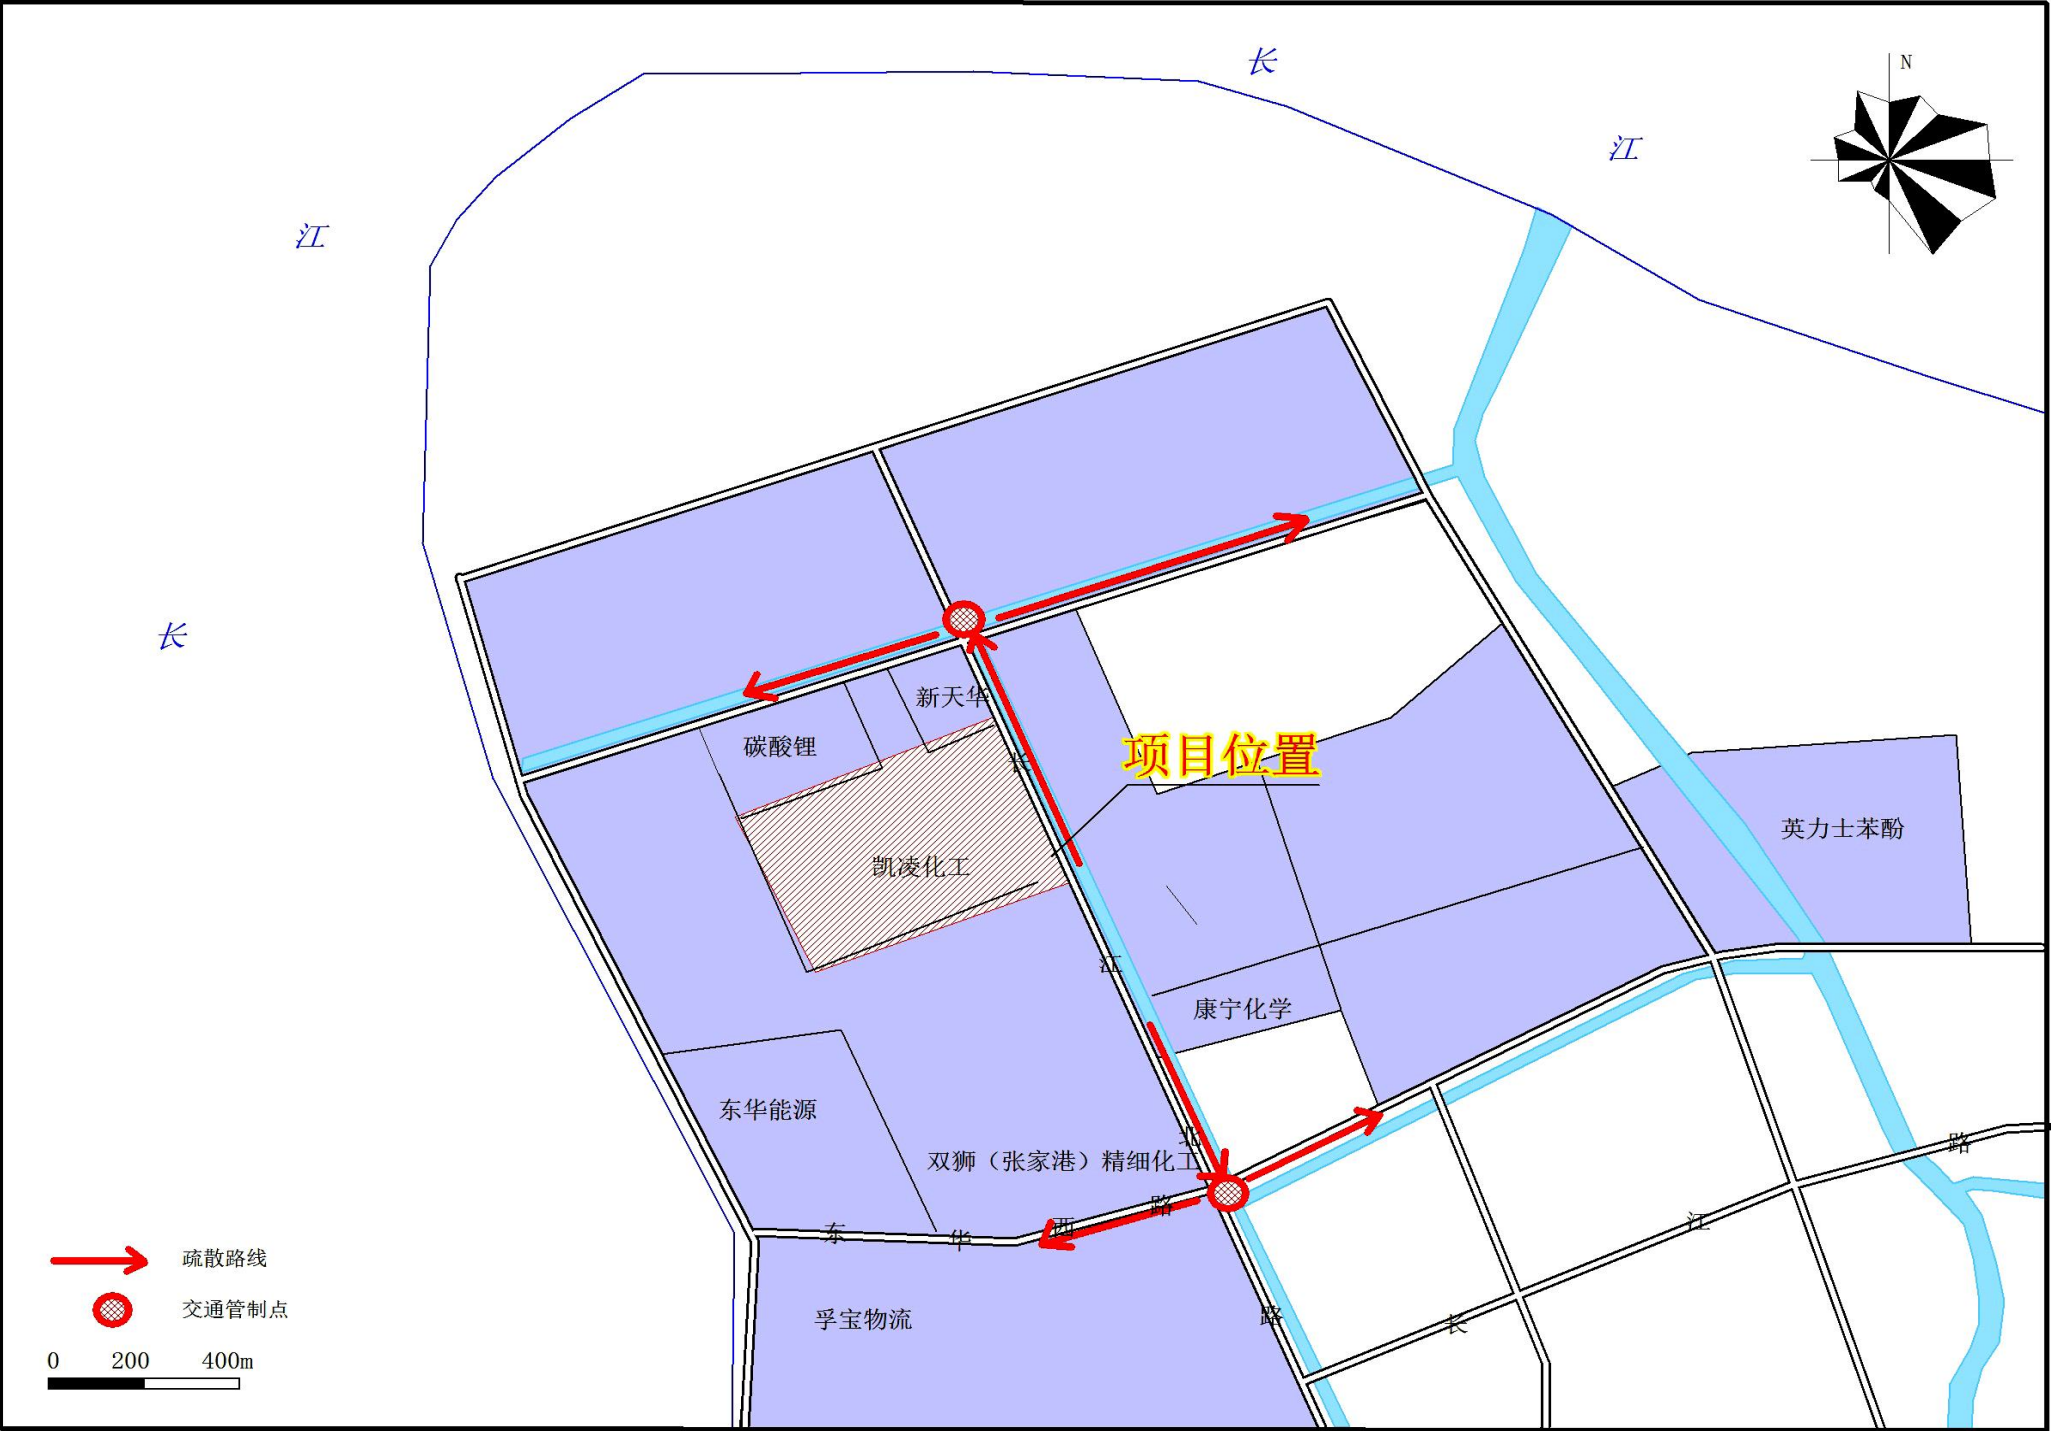 长
N
江
江
长
新天华
碳酸锂
项目位置
长
英力士苯酚
凯凌化工
江
康宁化学
东华能源
北
双狮（张家港）精细化工
路
东华西路
江
路
长
孚宝物流
疏散路线
交通管制点
0 200 400m